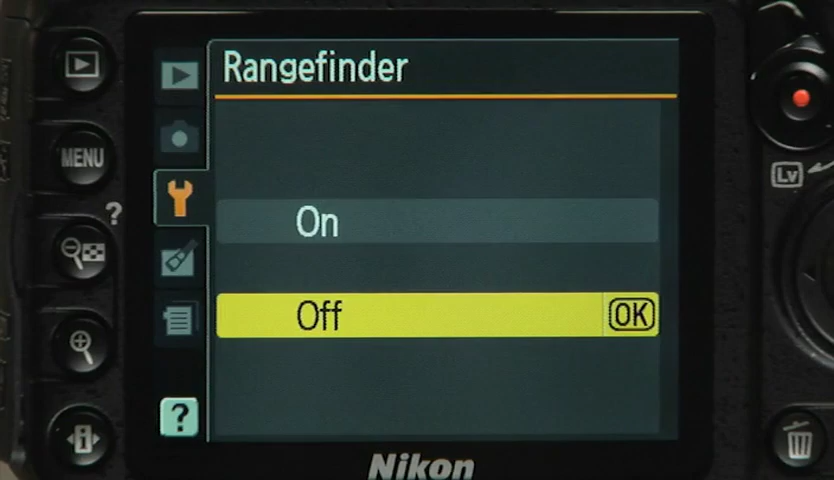 Rangefinder
MENU
?
On
Lv
Off
OK
?
i
Nikon